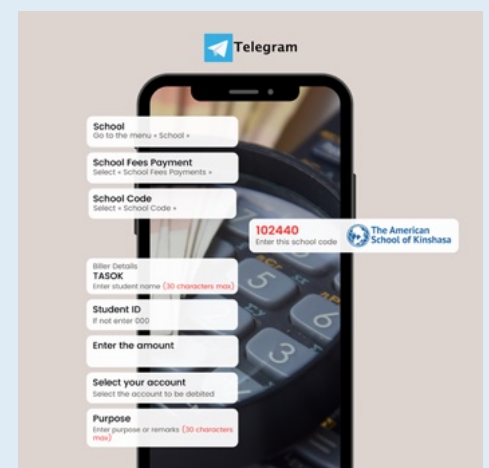 Telegram
School
Go to the menu « School »
School Fees Payment
Select « School Fees Payments »
School Code
Select « School Code »
102440
Enter this school code
The American
School of Kinshasa
Biller Details
TASOK
Enter student name (30 characters max)
Student ID
If not enter 000
Enter the amount
Select your account
Select the account to be debited
Purpose
Enter purpose or remarks (30 characters
max)
5
6
3